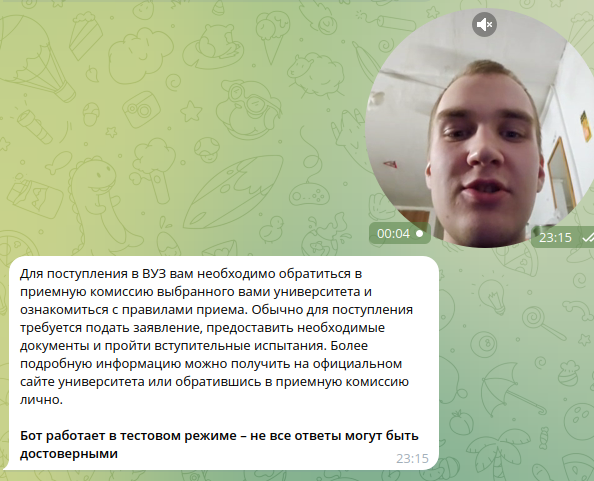 00:04
23:15
Для поступления в ВУЗ вам необходимо обратиться в
приемную комиссию выбранного вами университета и
ознакомиться с правилами приема. Обычно для поступления
требуется подать заявление, предоставить необходимые
документы и пройти вступительные испытания. Более
подробную информацию можно получить на официальном
сайте университета или обратившись в приемную комиссию
лично.
Бот работает в тестовом режиме – не все ответы могут быть
достоверными
23:15